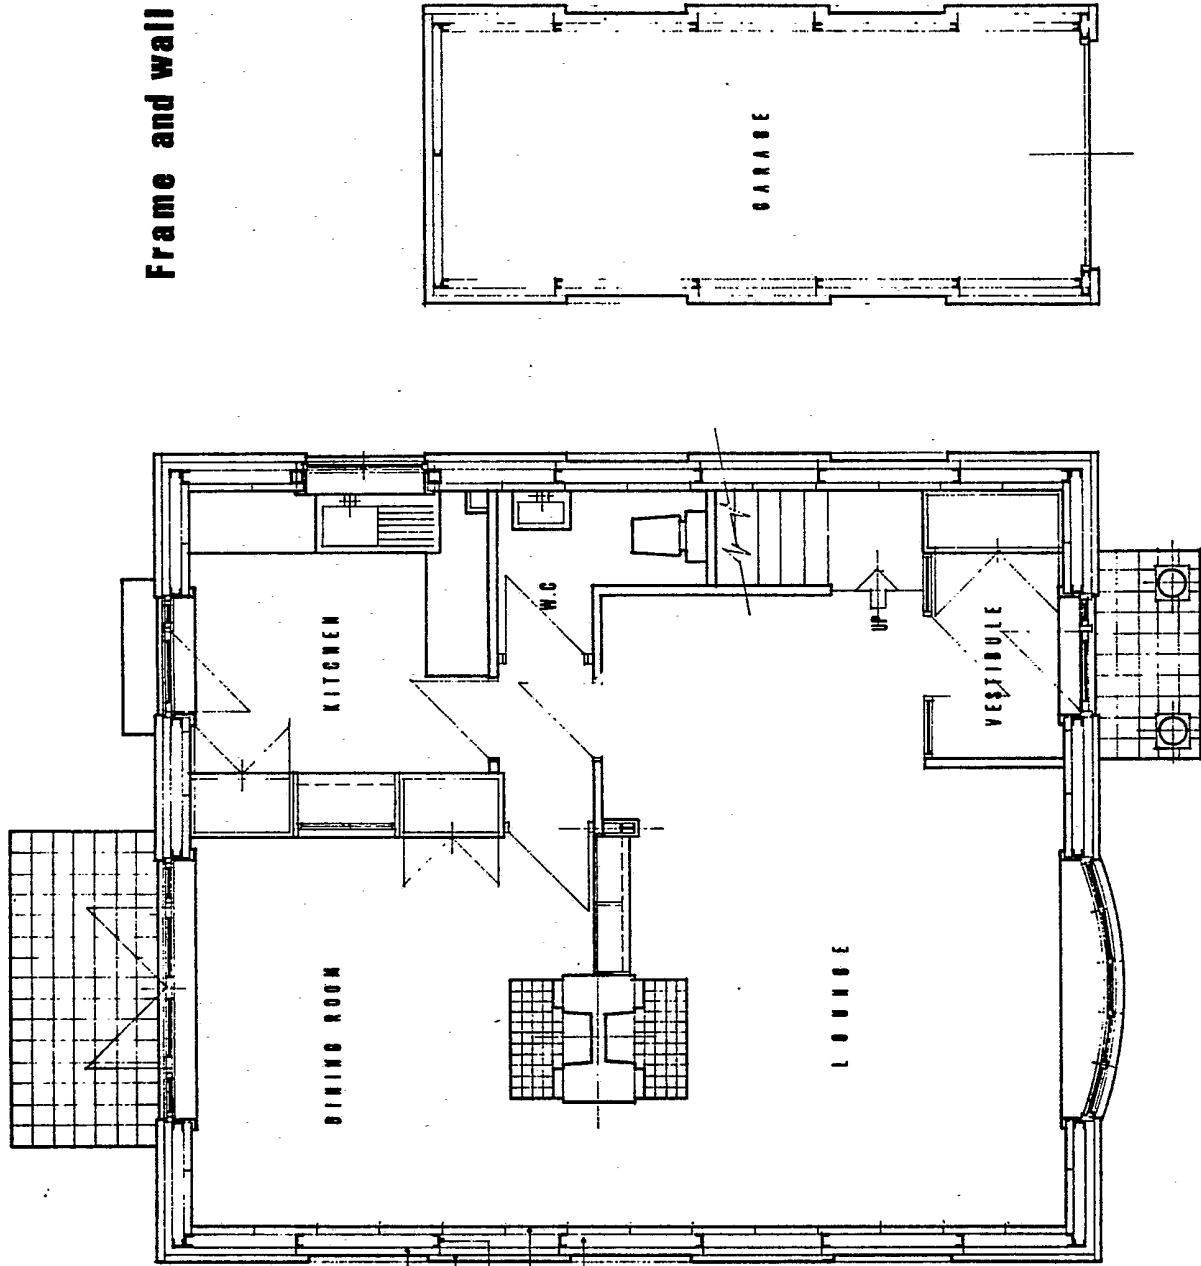 Frame and wall
GARAGE
KITCHEN
W.C
UP
VESTIBULE
DINING ROOM
LOUNGE